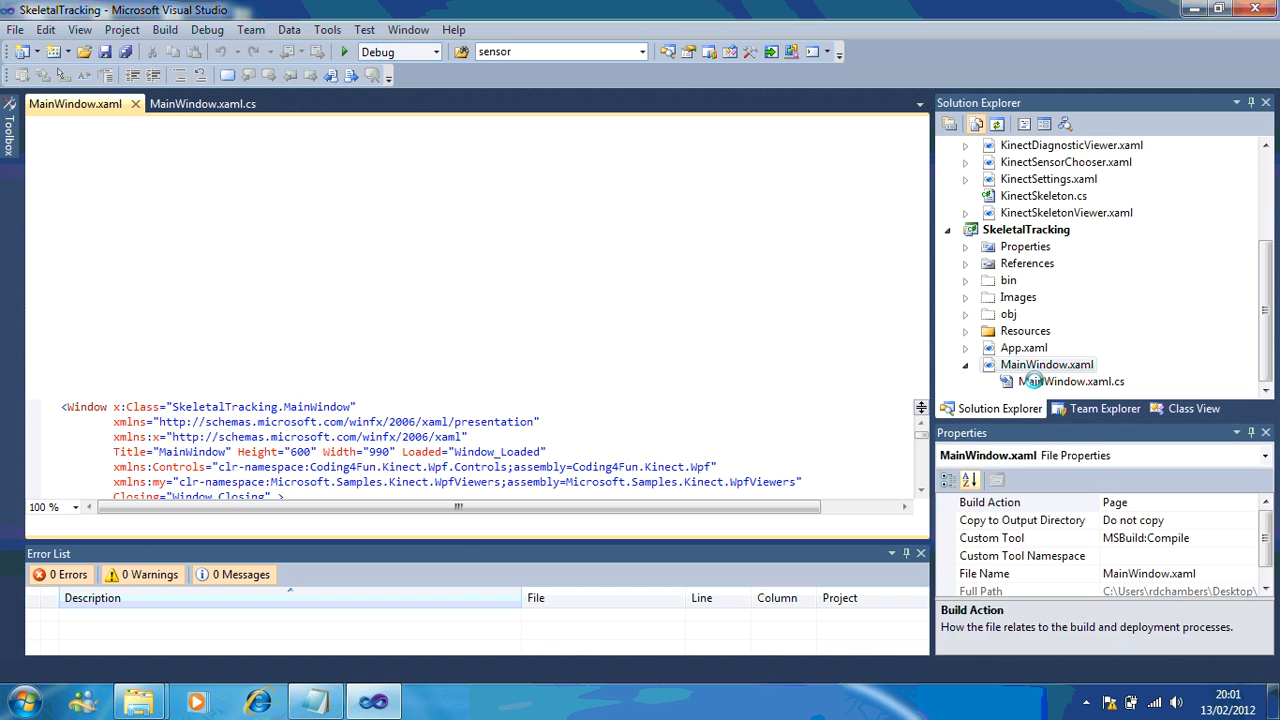 SkeletalTracking - Microsoft Visual Studio
File Edit View Project Build Debug Team Data Tools Test Window Help
Debug sensor
MainWindow.xaml MainWindow.xaml.cs
Toolbox
<Window x:Class="SkeletalTracking.MainWindow"
xmlns="http://schemas.microsoft.com/winfx/2006/xaml/presentation"
xmlns:x="http://schemas.microsoft.com/winfx/2006/xaml"
Title="MainWindow" Height="600" Width="990" Loaded="Window_Loaded"
xmlns:Controls="clr-namespace:Coding4Fun.Kinect.Wpf.Controls;assembly=Coding4Fun.Kinect.Wpf"
xmlns:my="clr-namespace:Microsoft.Samples.Kinect.WpfViewers;assembly=Microsoft.Samples.Kinect.WpfViewers"
Closing="Window_Closing" >
100 %
Error List
0 Errors 0 Warnings 0 Messages
Description File Line Column Project
Solution Explorer
KinectDiagnosticViewer.xaml
KinectSensorChooser.xaml
KinectSettings.xaml
KinectSkeleton.cs
KinectSkeletonViewer.xaml
SkeletalTracking
Properties
References
bin
Images
obj
Resources
App.xaml
MainWindow.xaml
MainWindow.xaml.cs
Solution Explorer Team Explorer Class View
Properties
MainWindow.xaml File Properties
Build Action Page
Copy to Output Directory Do not copy
Custom Tool MSBuild:Compile
Custom Tool Namespace
File Name MainWindow.xaml
Full Path C:\Users\rdchambers\Desktop\
Build Action
How the file relates to the build and deployment processes.
20:01
13/02/2012